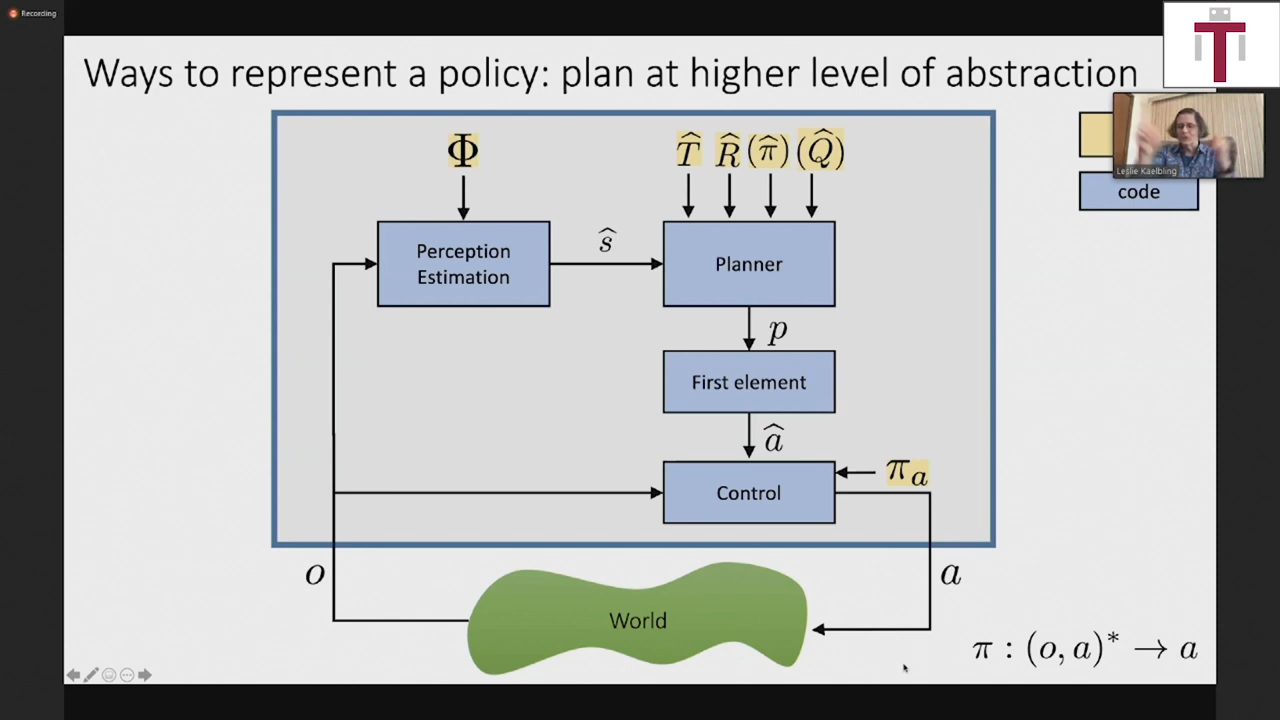 Recording
Ways to represent a policy: plan at higher level of abstraction
T
Leslie Kaelbling
code
Φ
T̂ R̂ (π̂) (Q̂)
Perception
Estimation
ŝ
Planner
p
First element
â
Control
π_a
o
a
World
π : (o, a)* → a